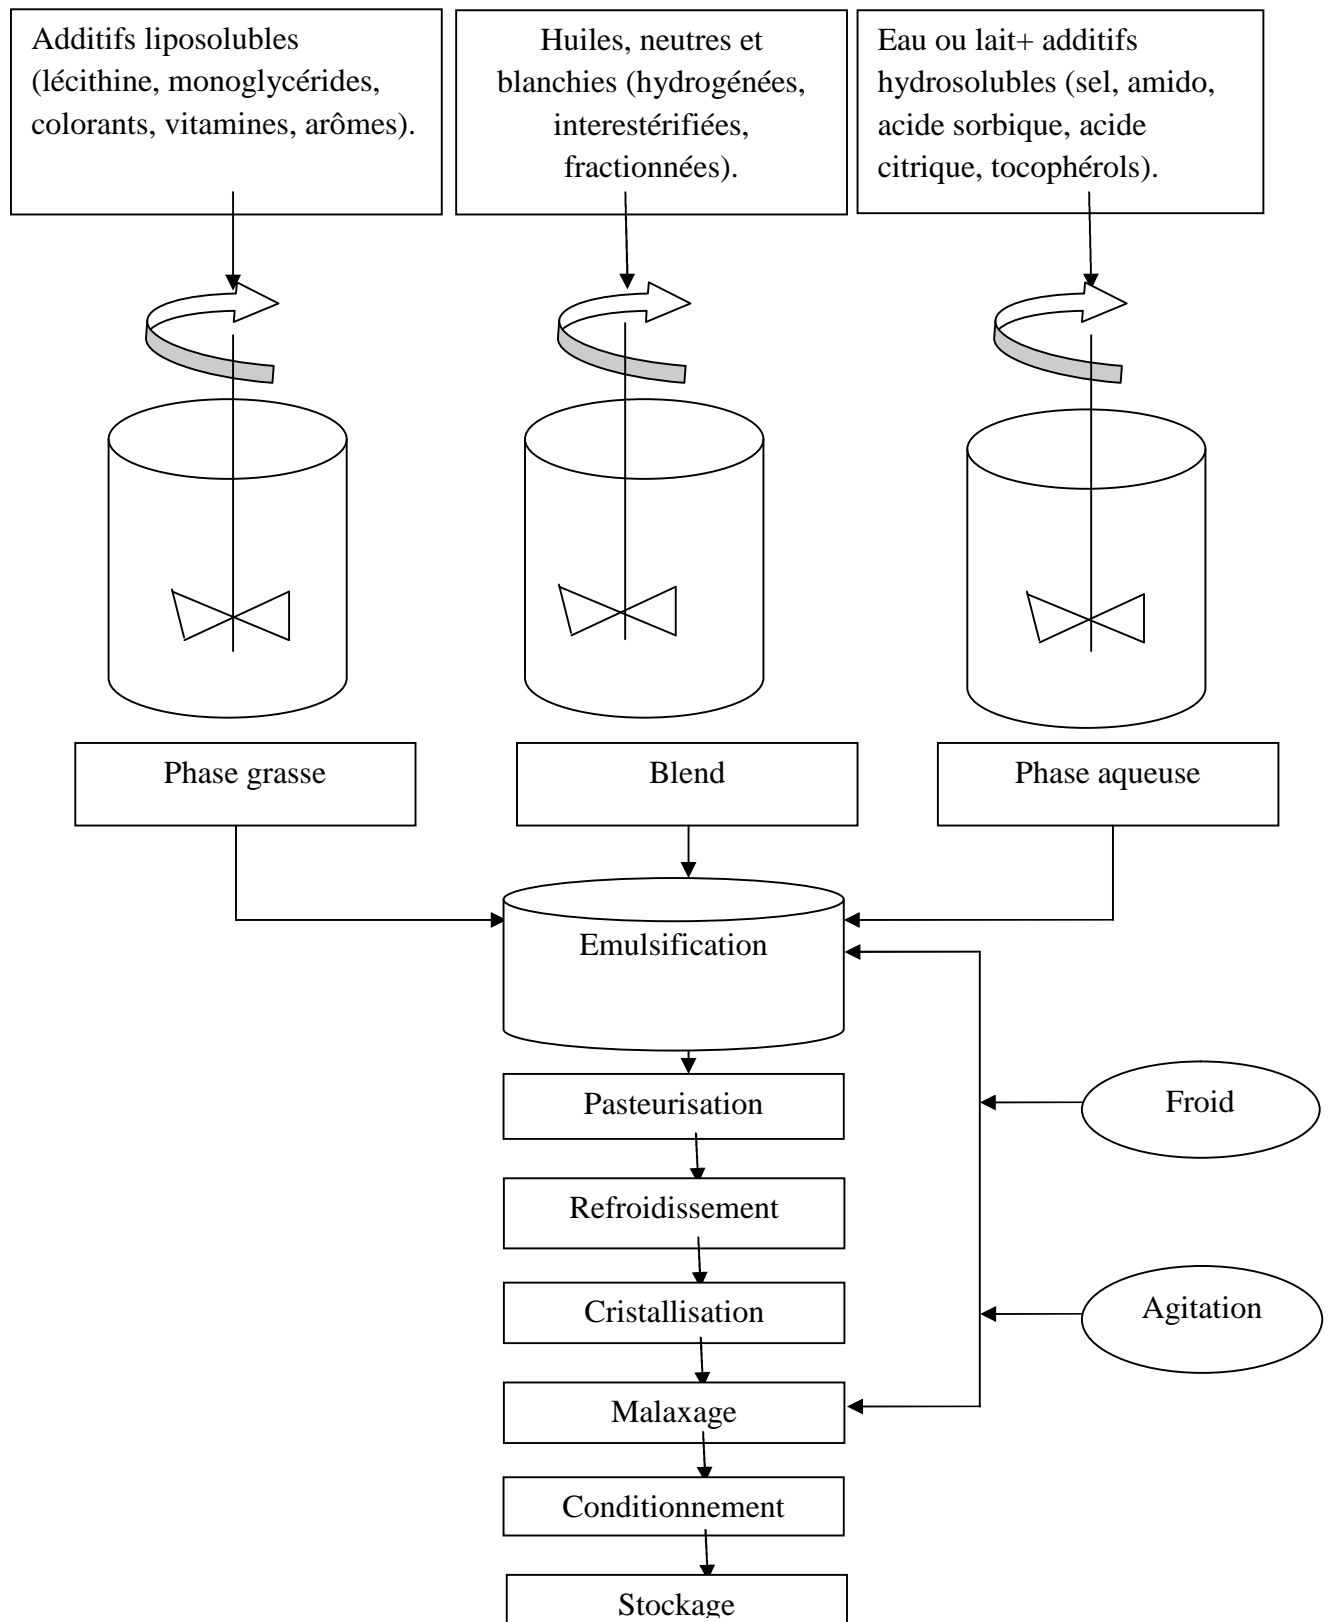 Additifs liposolubles
(lécithine, monoglycérides,
colorants, vitamines, arômes).
Huiles, neutres et
blanchies (hydrogénées,
interestérifiées,
fractionnées).
Eau ou lait+ additifs
hydrosolubles (sel, amido,
acide sorbique, acide
citrique, tocophérols).
Phase grasse
Blend
Phase aqueuse
Emulsification
Pasteurisation
Froid
Refroidissement
Cristallisation
Agitation
Malaxage
Conditionnement
Stockage